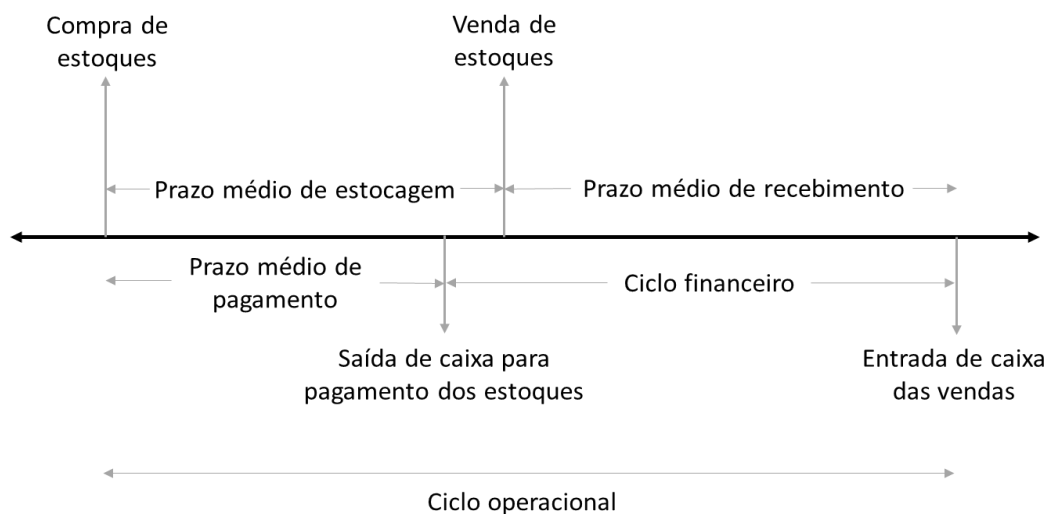 Compra de
estoques
Venda de
estoques
Prazo médio de estocagem
Prazo médio de recebimento
Prazo médio de
pagamento
Ciclo financeiro
Saída de caixa para
pagamento dos estoques
Entrada de caixa
das vendas
Ciclo operacional